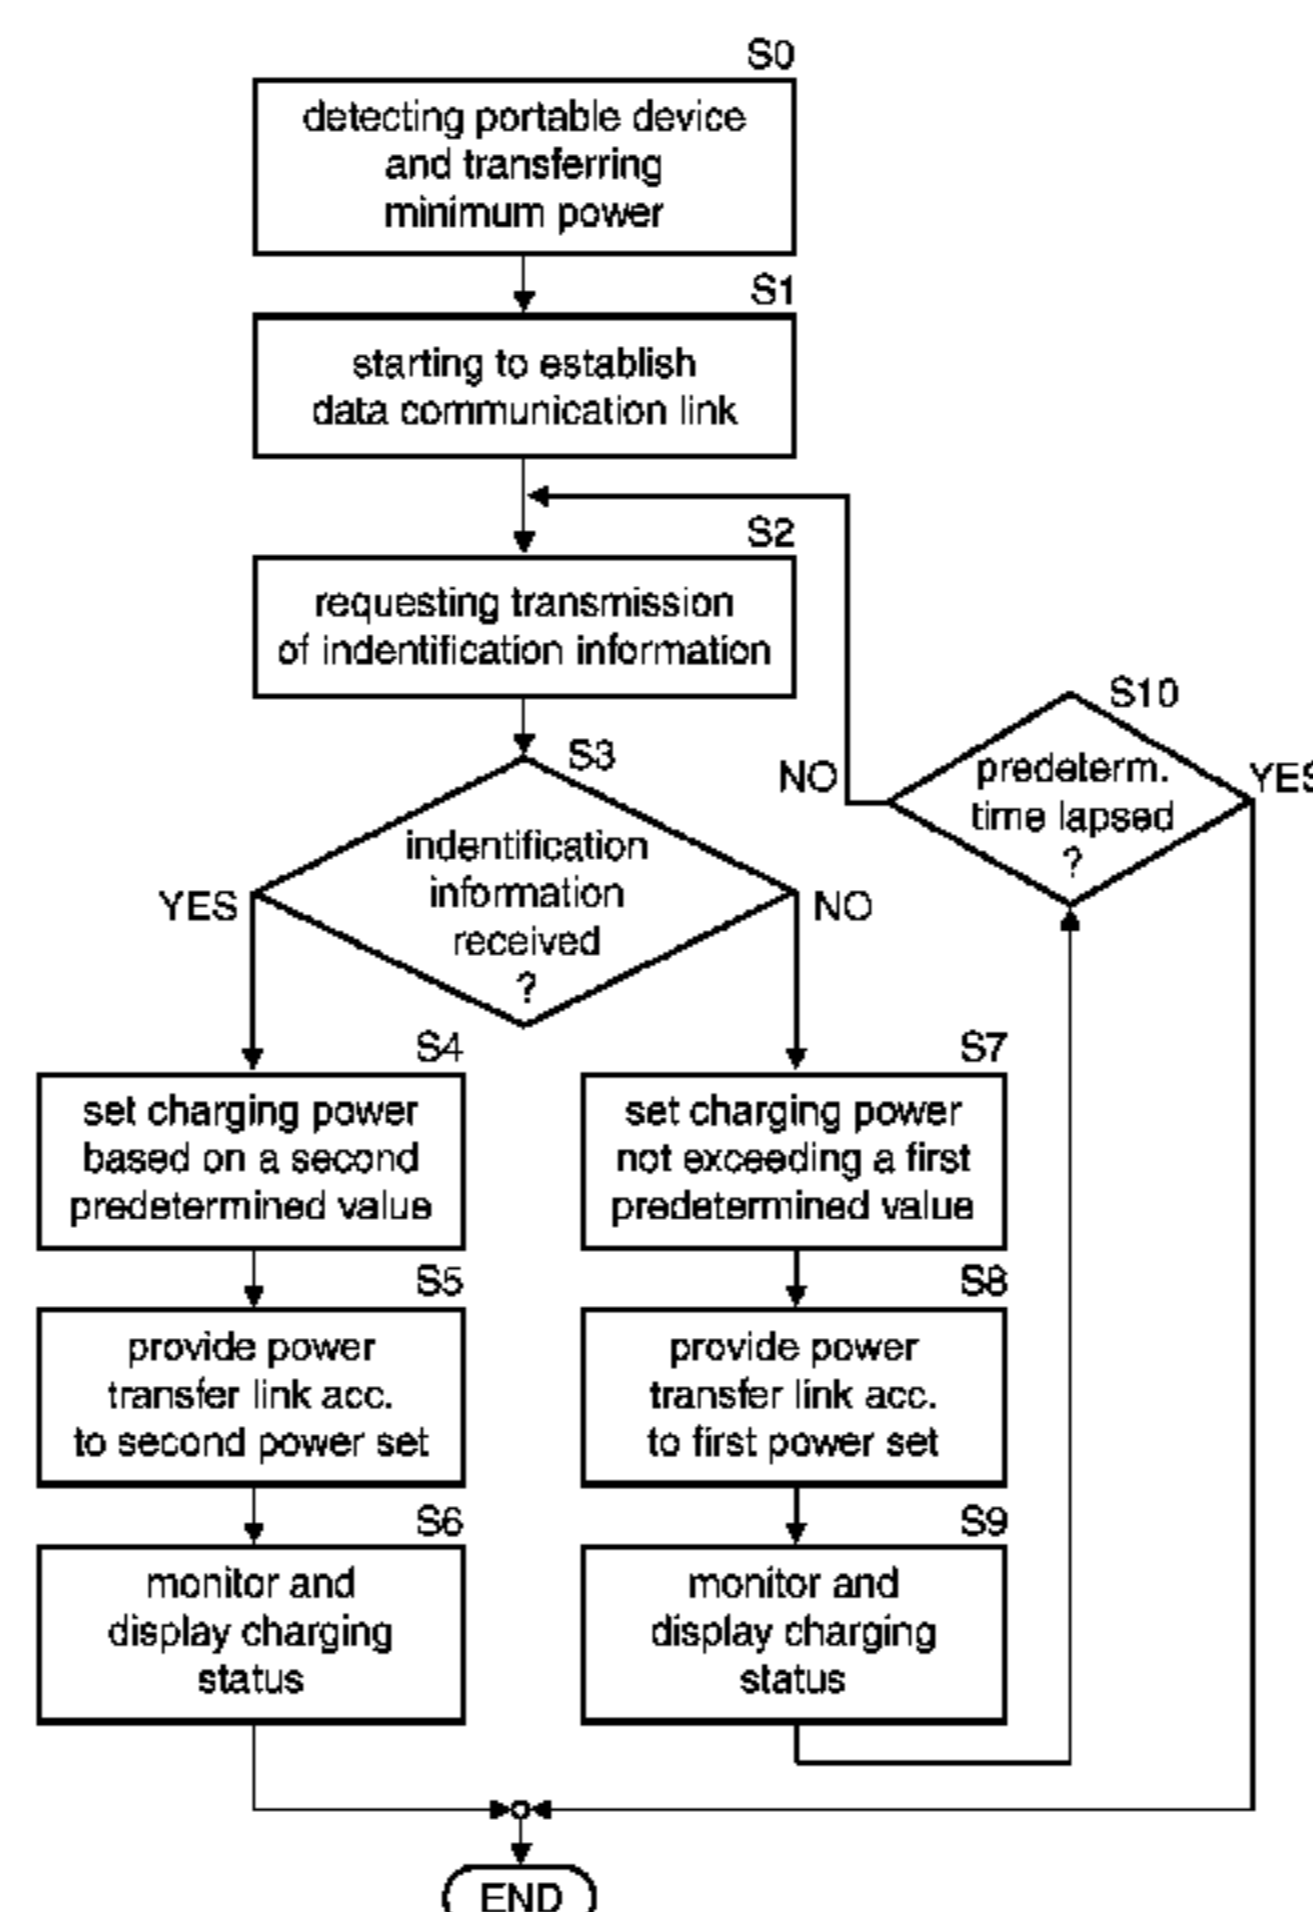 S0
detecting portable device
and transferring
minimum power
S1
starting to establish
data communication link
S2
requesting transmission
of indentification information
S10
predeterm.
time lapsed
?
NO
YES
S3
indentification
information
received
?
YES
NO
S4
set charging power
based on a second
predetermined value
S5
provide power
transfer link acc.
to second power set
S6
monitor and
display charging
status
S7
set charging power
not exceeding a first
predetermined value
S8
provide power
transfer link acc.
to first power set
S9
monitor and
display charging
status
END